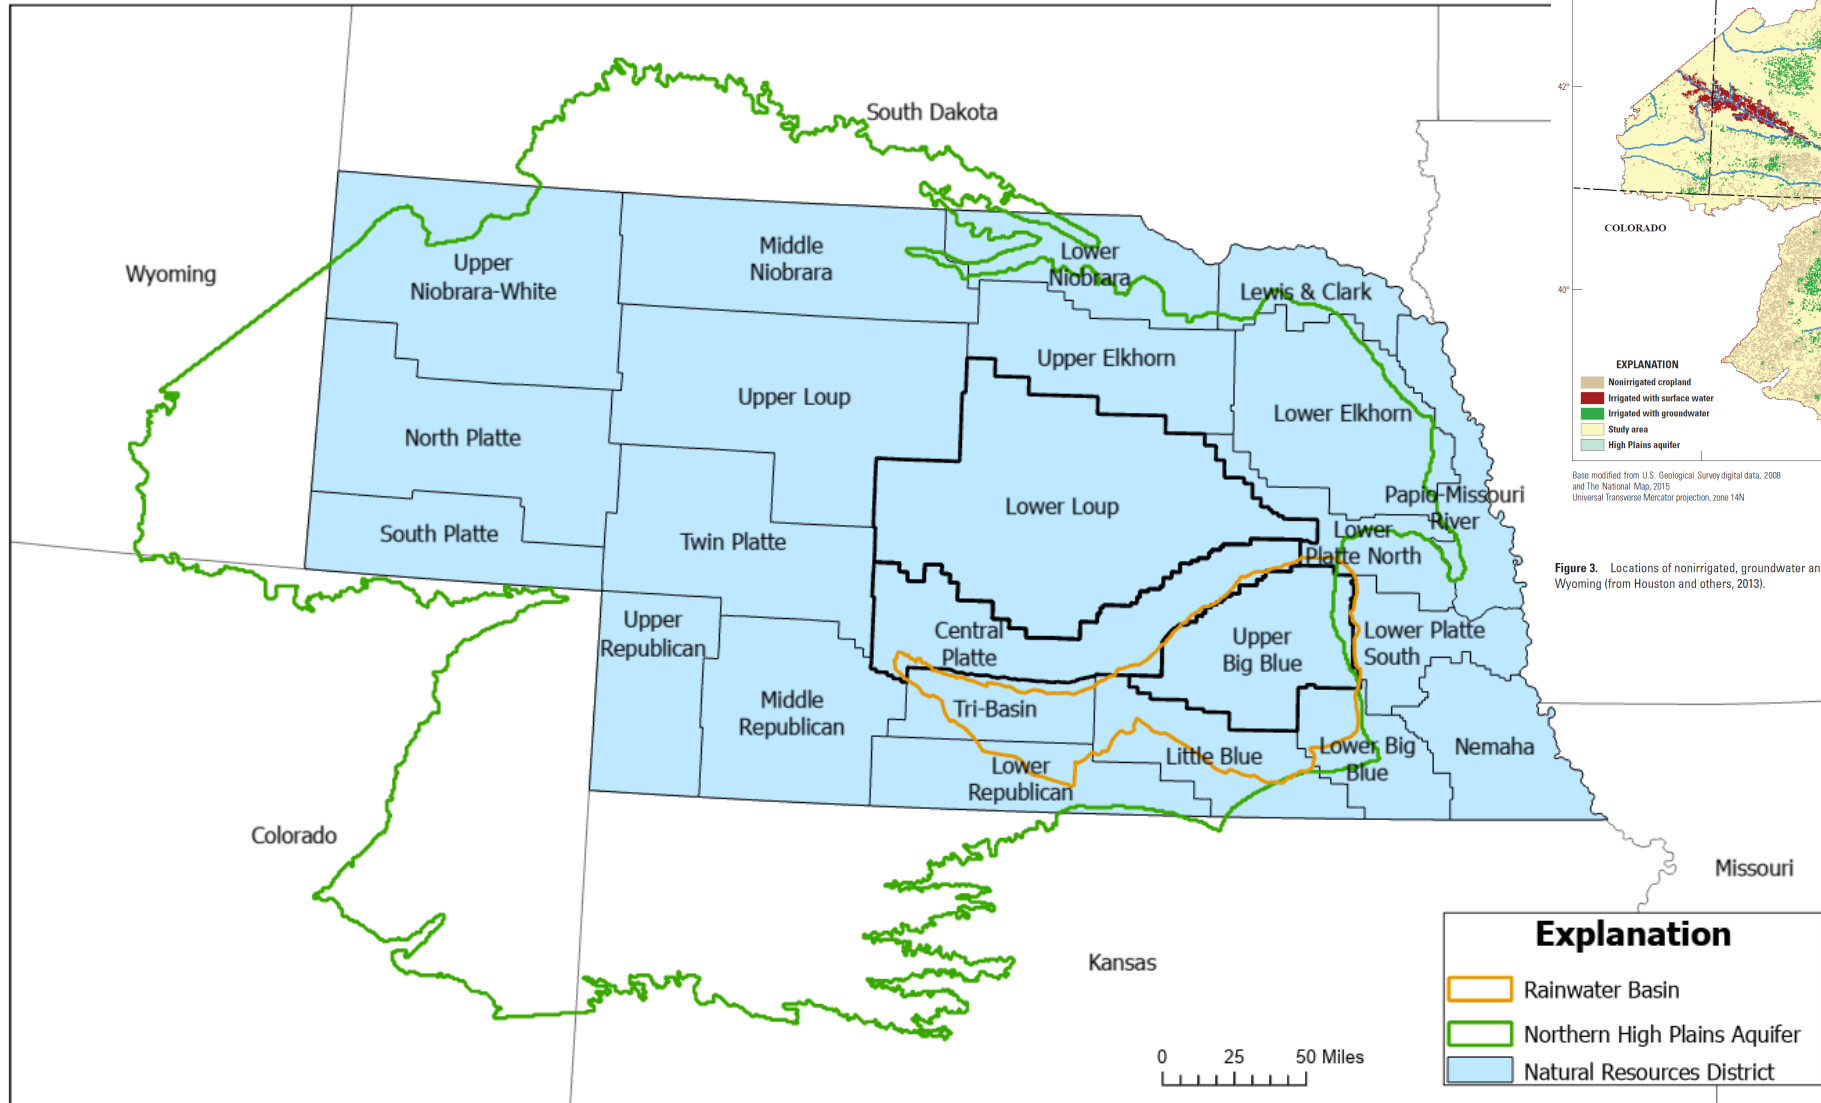 South Dakota
Wyoming
Upper
Niobrara-White
Middle
Niobrara
Lower
Niobrara
Lewis & Clark
North Platte
Upper Loup
Upper Elkhorn
Lower Elkhorn
South Platte
Twin Platte
Lower Loup
Papio-Missouri
River
Lower
Platte North
Upper
Republican
Central
Platte
Upper
Big Blue
Lower Platte
South
Middle
Republican
Tri-Basin
Little Blue
Lower Big
Blue
Nemaha
Lower
Republican
Colorado
Kansas
Missouri
0 25 50 Miles
Explanation
Rainwater Basin
Northern High Plains Aquifer
Natural Resources District
42°
COLORADO
40°
EXPLANATION
Nonirrigated cropland
Irrigated with surface water
Irrigated with groundwater
Study area
High Plains aquifer
Base modified from U.S. Geological Survey digital data, 2008
and The National Map, 2015
Universal Transverse Mercator projection, zone 14N
Figure 3. Locations of nonirrigated, groundwater an
Wyoming (from Houston and others, 2013).